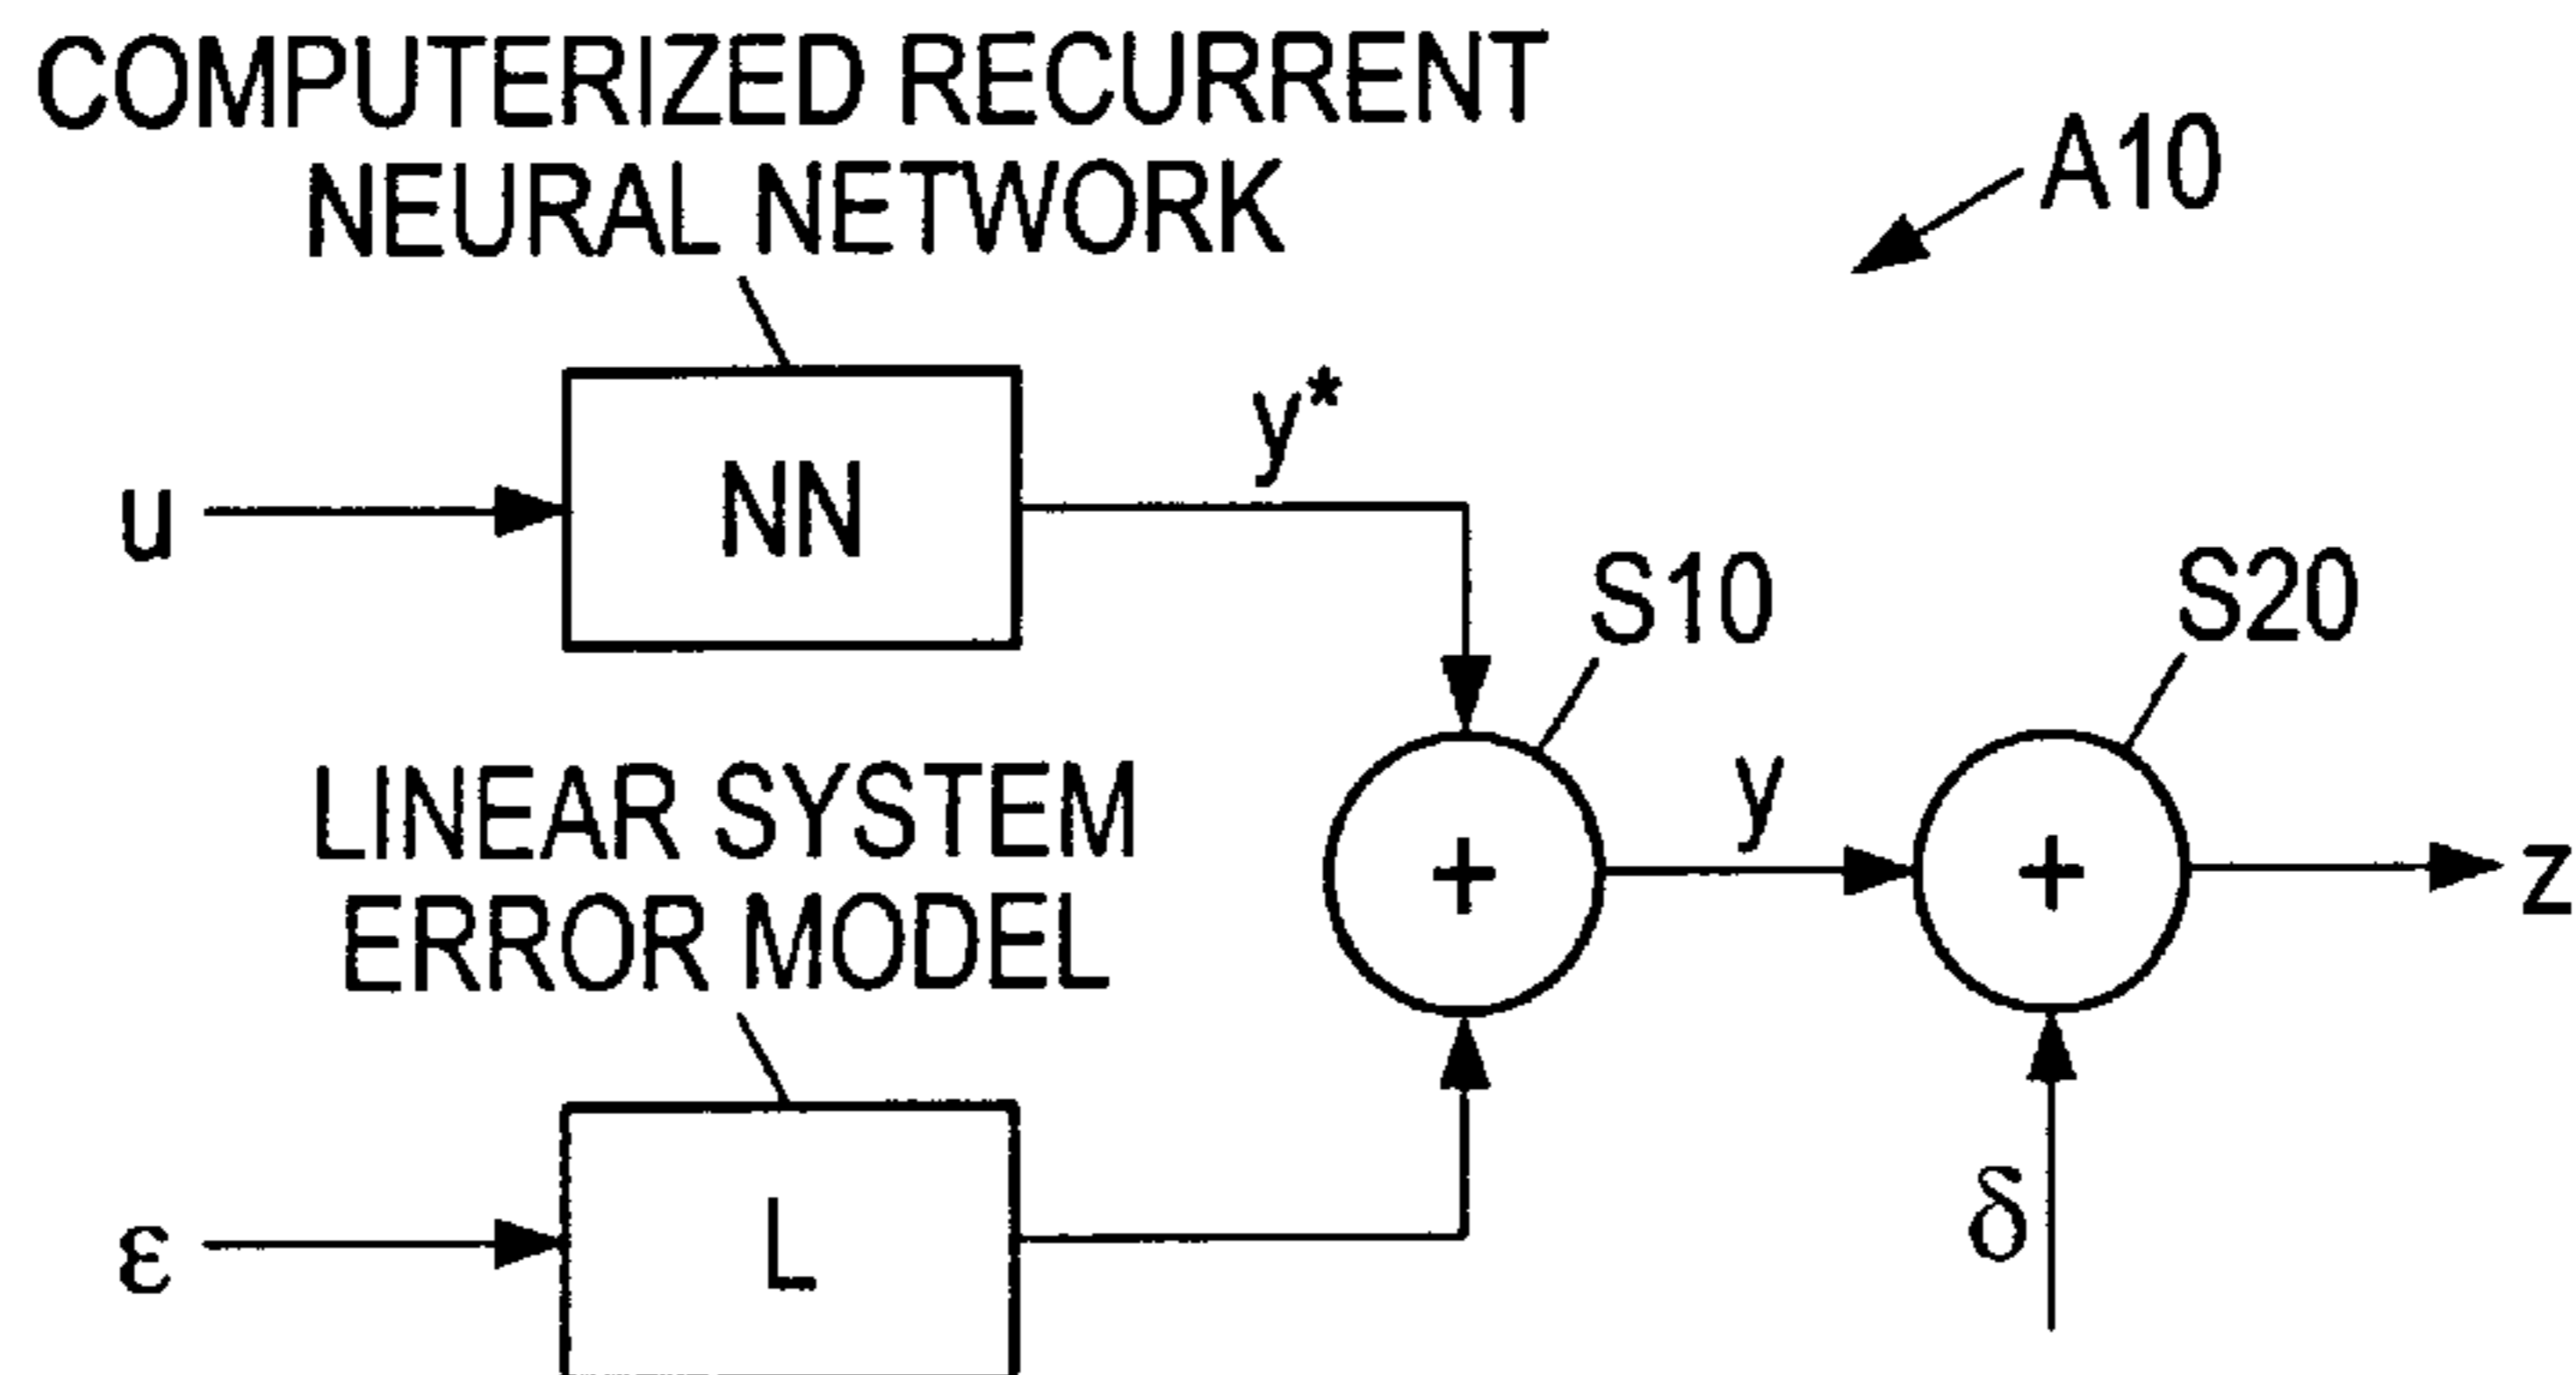 COMPUTERIZED RECURRENT
NEURAL NETWORK
A10
u
NN
y*
S10
S20
LINEAR SYSTEM
ERROR MODEL
+
y
+
z
ε
L
δ